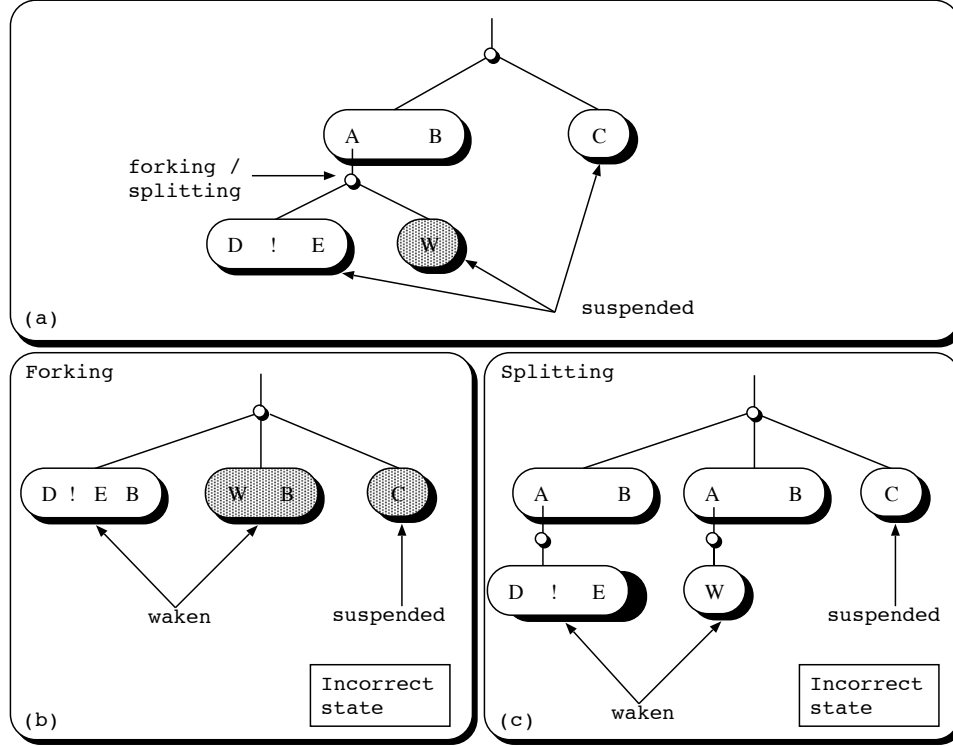 A B
C
forking /
splitting
D ! E
W
suspended
(a)
Forking
D ! E B
W B
C
waken
suspended
Incorrect
state
(b)
Splitting
A B
A B
C
D ! E
W
waken
suspended
Incorrect
state
(c)